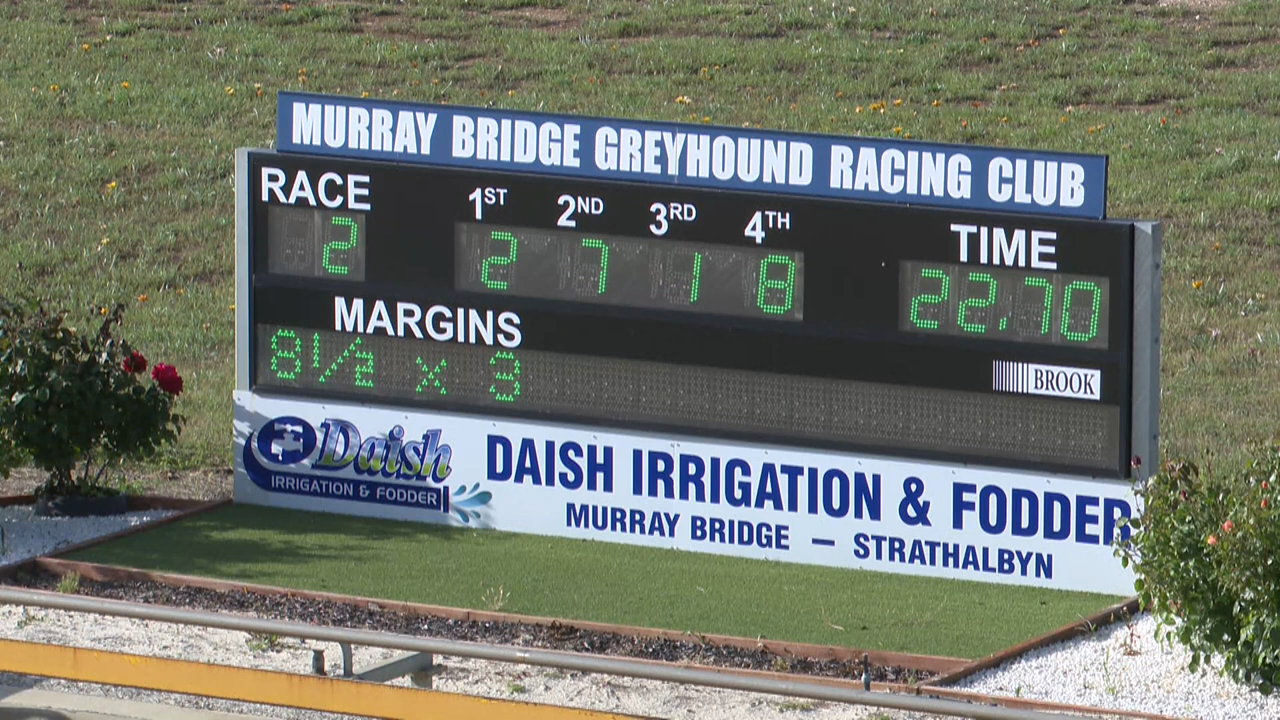 MURRAY BRIDGE GREYHOUND RACING CLUB
RACE 1ST 2ND 3RD 4TH TIME
2 2 7 1 8 22.70
MARGINS
8 1/2 x 3
BROOK
Daish
IRRIGATION & FODDER
DAISH IRRIGATION & FODDER
MURRAY BRIDGE – STRATHALBYN